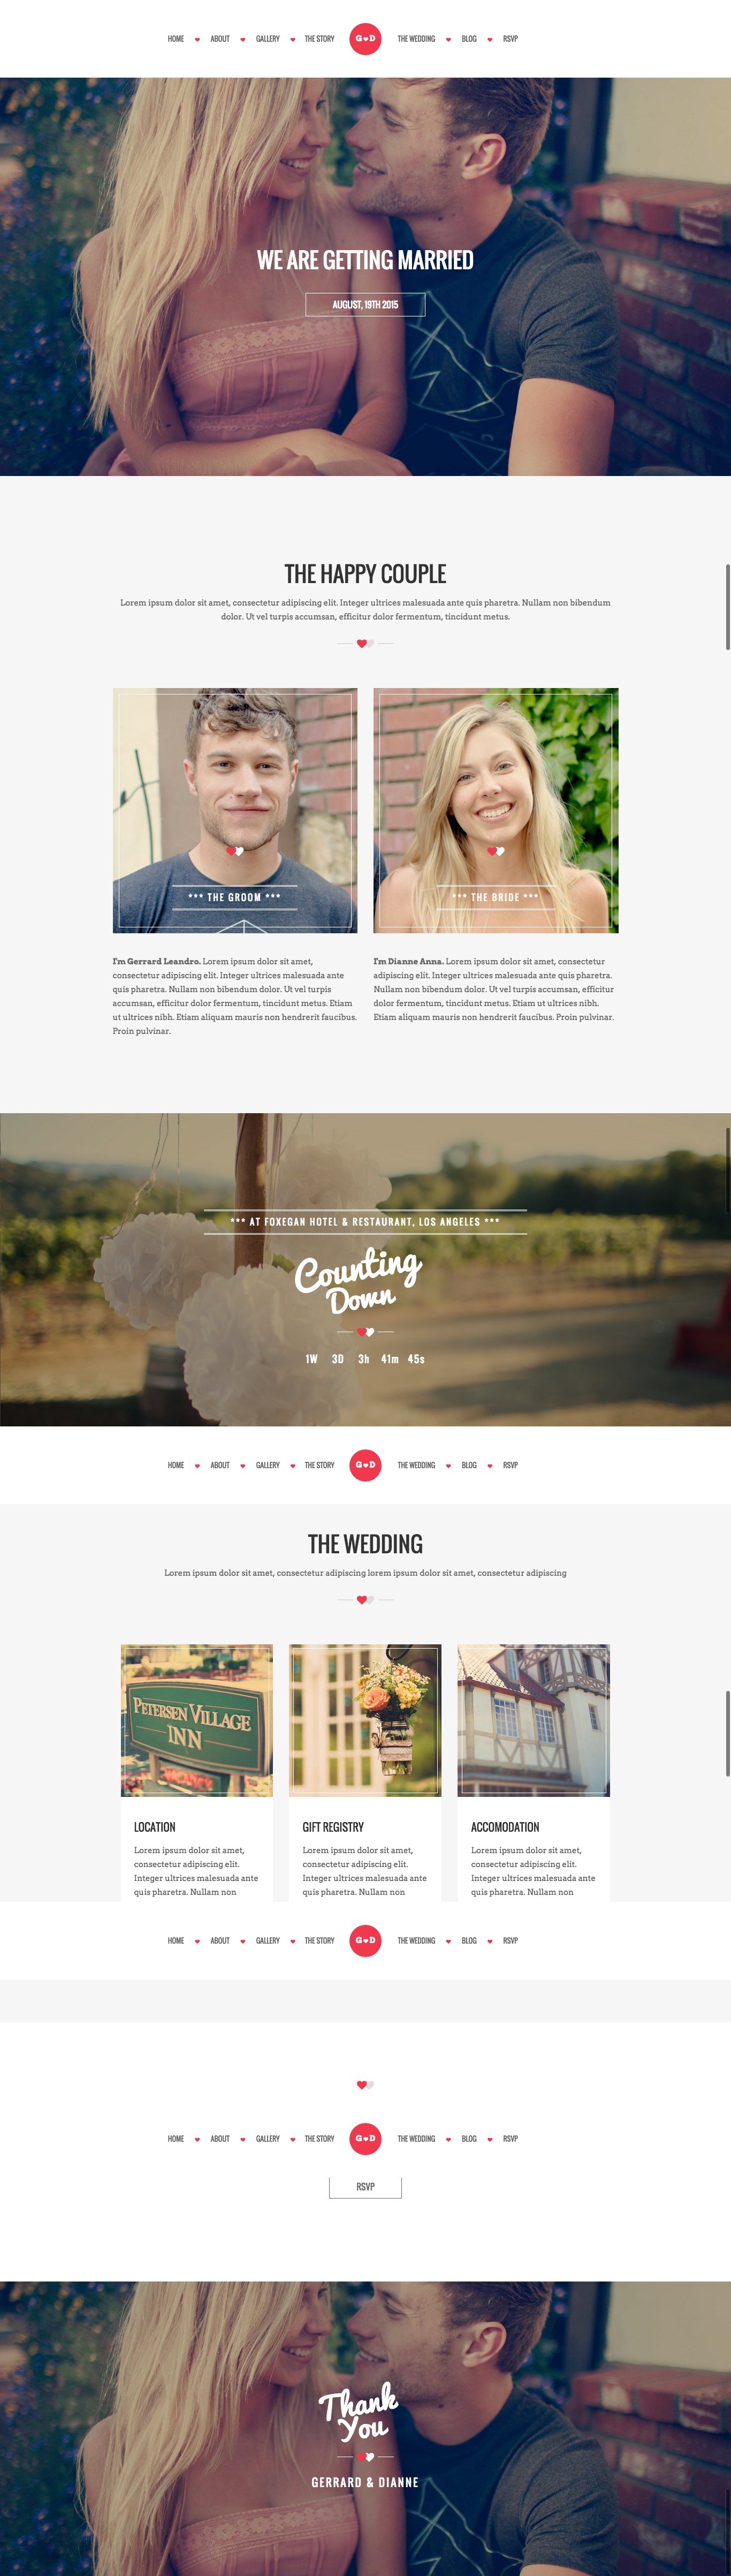 HOME ABOUT GALLERY THE STORY G D THE WEDDING BLOG RSVP
WE ARE GETTING MARRIED
AUGUST, 19TH 2015
THE HAPPY COUPLE
Lorem ipsum dolor sit amet, consectetur adipiscing elit. Integer ultrices malesuada ante quis pharetra. Nullam non bibendum
dolor. Ut vel turpis accumsan, efficitur dolor fermentum, tincidunt metus.
*** THE GROOM ***
*** THE BRIDE ***
I'm Gerrard Leandro. Lorem ipsum dolor sit amet,
consectetur adipiscing elit. Integer ultrices malesuada ante
quis pharetra. Nullam non bibendum dolor. Ut vel turpis
accumsan, efficitur dolor fermentum, tincidunt metus. Etiam
ut ultrices nibh. Etiam aliquam mauris non hendrerit faucibus.
Proin pulvinar.
I'm Dianne Anna. Lorem ipsum dolor sit amet, consectetur
adipiscing elit. Integer ultrices malesuada ante quis pharetra.
Nullam non bibendum dolor. Ut vel turpis accumsan, efficitur
dolor fermentum, tincidunt metus. Etiam ut ultrices nibh.
Etiam aliquam mauris non hendrerit faucibus. Proin pulvinar.
*** AT FOXEGAN HOTEL & RESTAURANT, LOS ANGELES ***
Counting
Down
1W 3D 3h 41m 45s
HOME ABOUT GALLERY THE STORY G D THE WEDDING BLOG RSVP
THE WEDDING
Lorem ipsum dolor sit amet, consectetur adipiscing lorem ipsum dolor sit amet, consectetur adipiscing
PETERSEN VILLAGE
INN
LOCATION
Lorem ipsum dolor sit amet,
consectetur adipiscing elit.
Integer ultrices malesuada ante
quis pharetra. Nullam non
GIFT REGISTRY
Lorem ipsum dolor sit amet,
consectetur adipiscing elit.
Integer ultrices malesuada ante
quis pharetra. Nullam non
ACCOMODATION
Lorem ipsum dolor sit amet,
consectetur adipiscing elit.
Integer ultrices malesuada ante
quis pharetra. Nullam non
HOME ABOUT GALLERY THE STORY G D THE WEDDING BLOG RSVP
HOME ABOUT GALLERY THE STORY G D THE WEDDING BLOG RSVP
RSVP
Thank
You
GERRARD & DIANNE